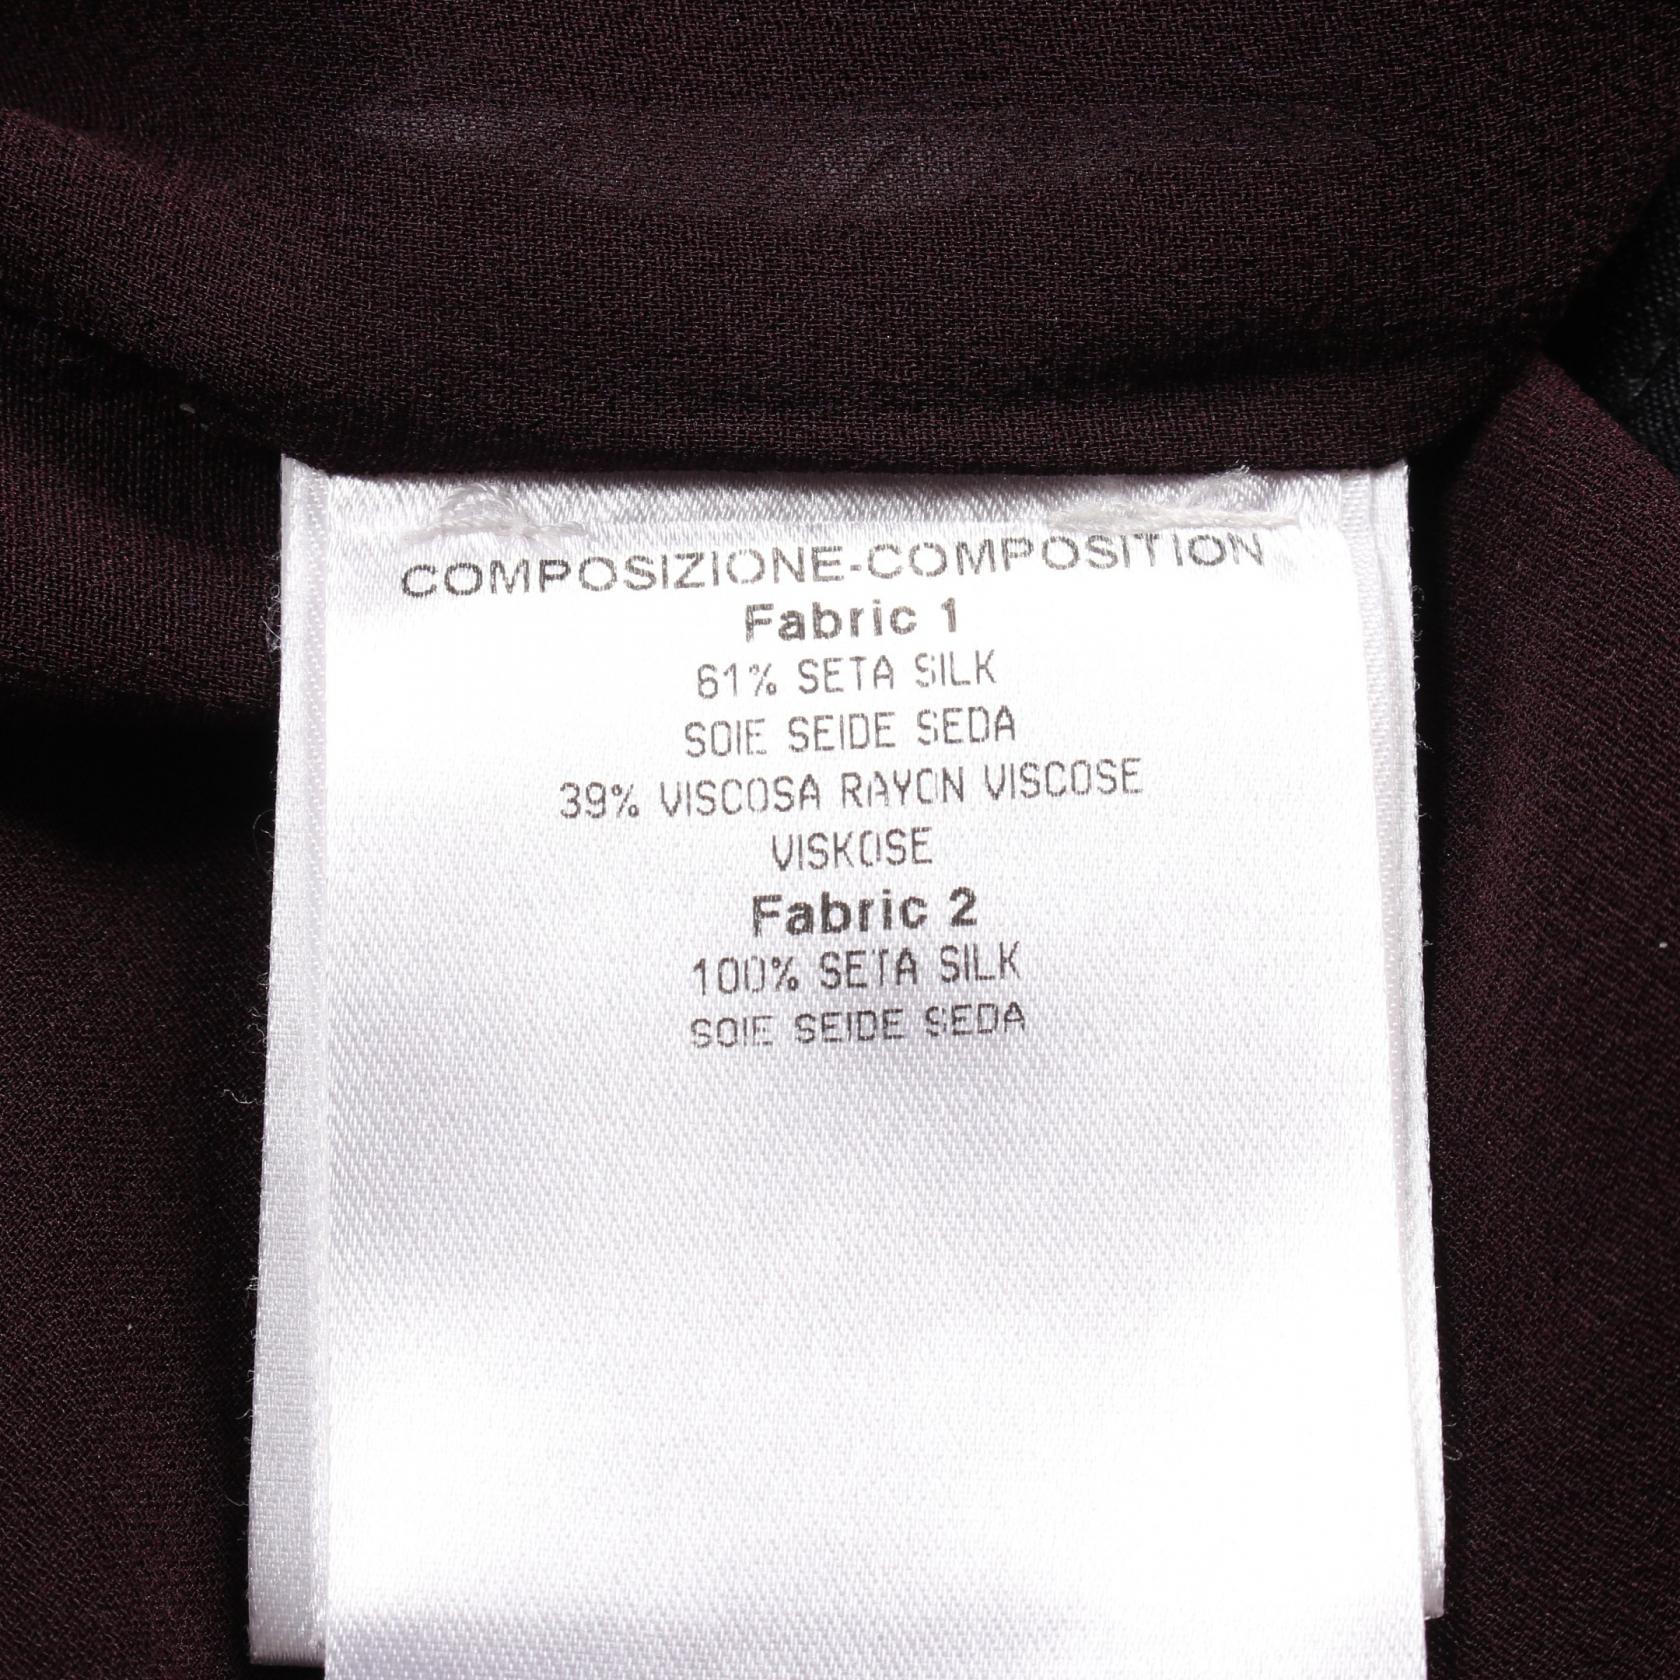 COMPOSIZIONE-COMPOSITION
Fabric 1
61% SETA SILK
SOIE SEIDE SEDA
39% VISCOSA RAYON VISCOSE
VISKOSE
Fabric 2
100% SETA SILK
SOIE SEIDE SEDA